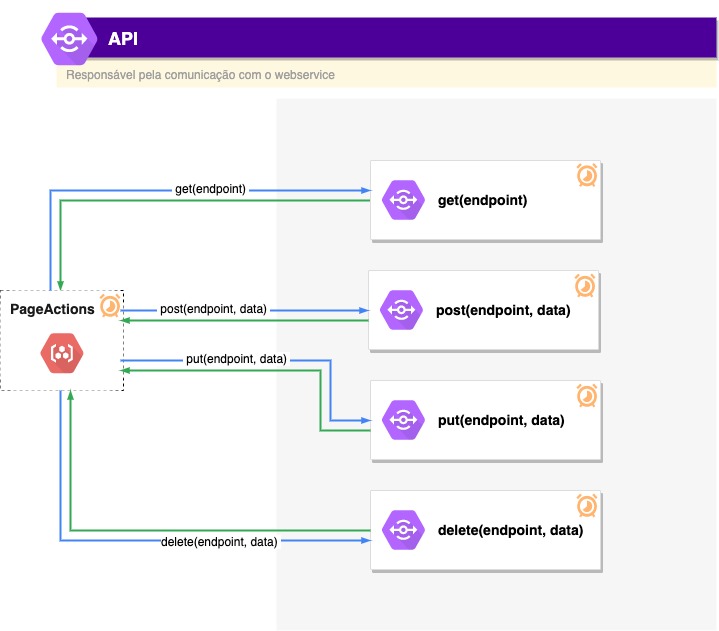 API
Responsável pela comunicação com o webservice
get(endpoint)
get(endpoint)
PageActions
post(endpoint, data)
post(endpoint, data)
put(endpoint, data)
put(endpoint, data)
delete(endpoint, data)
delete(endpoint, data)